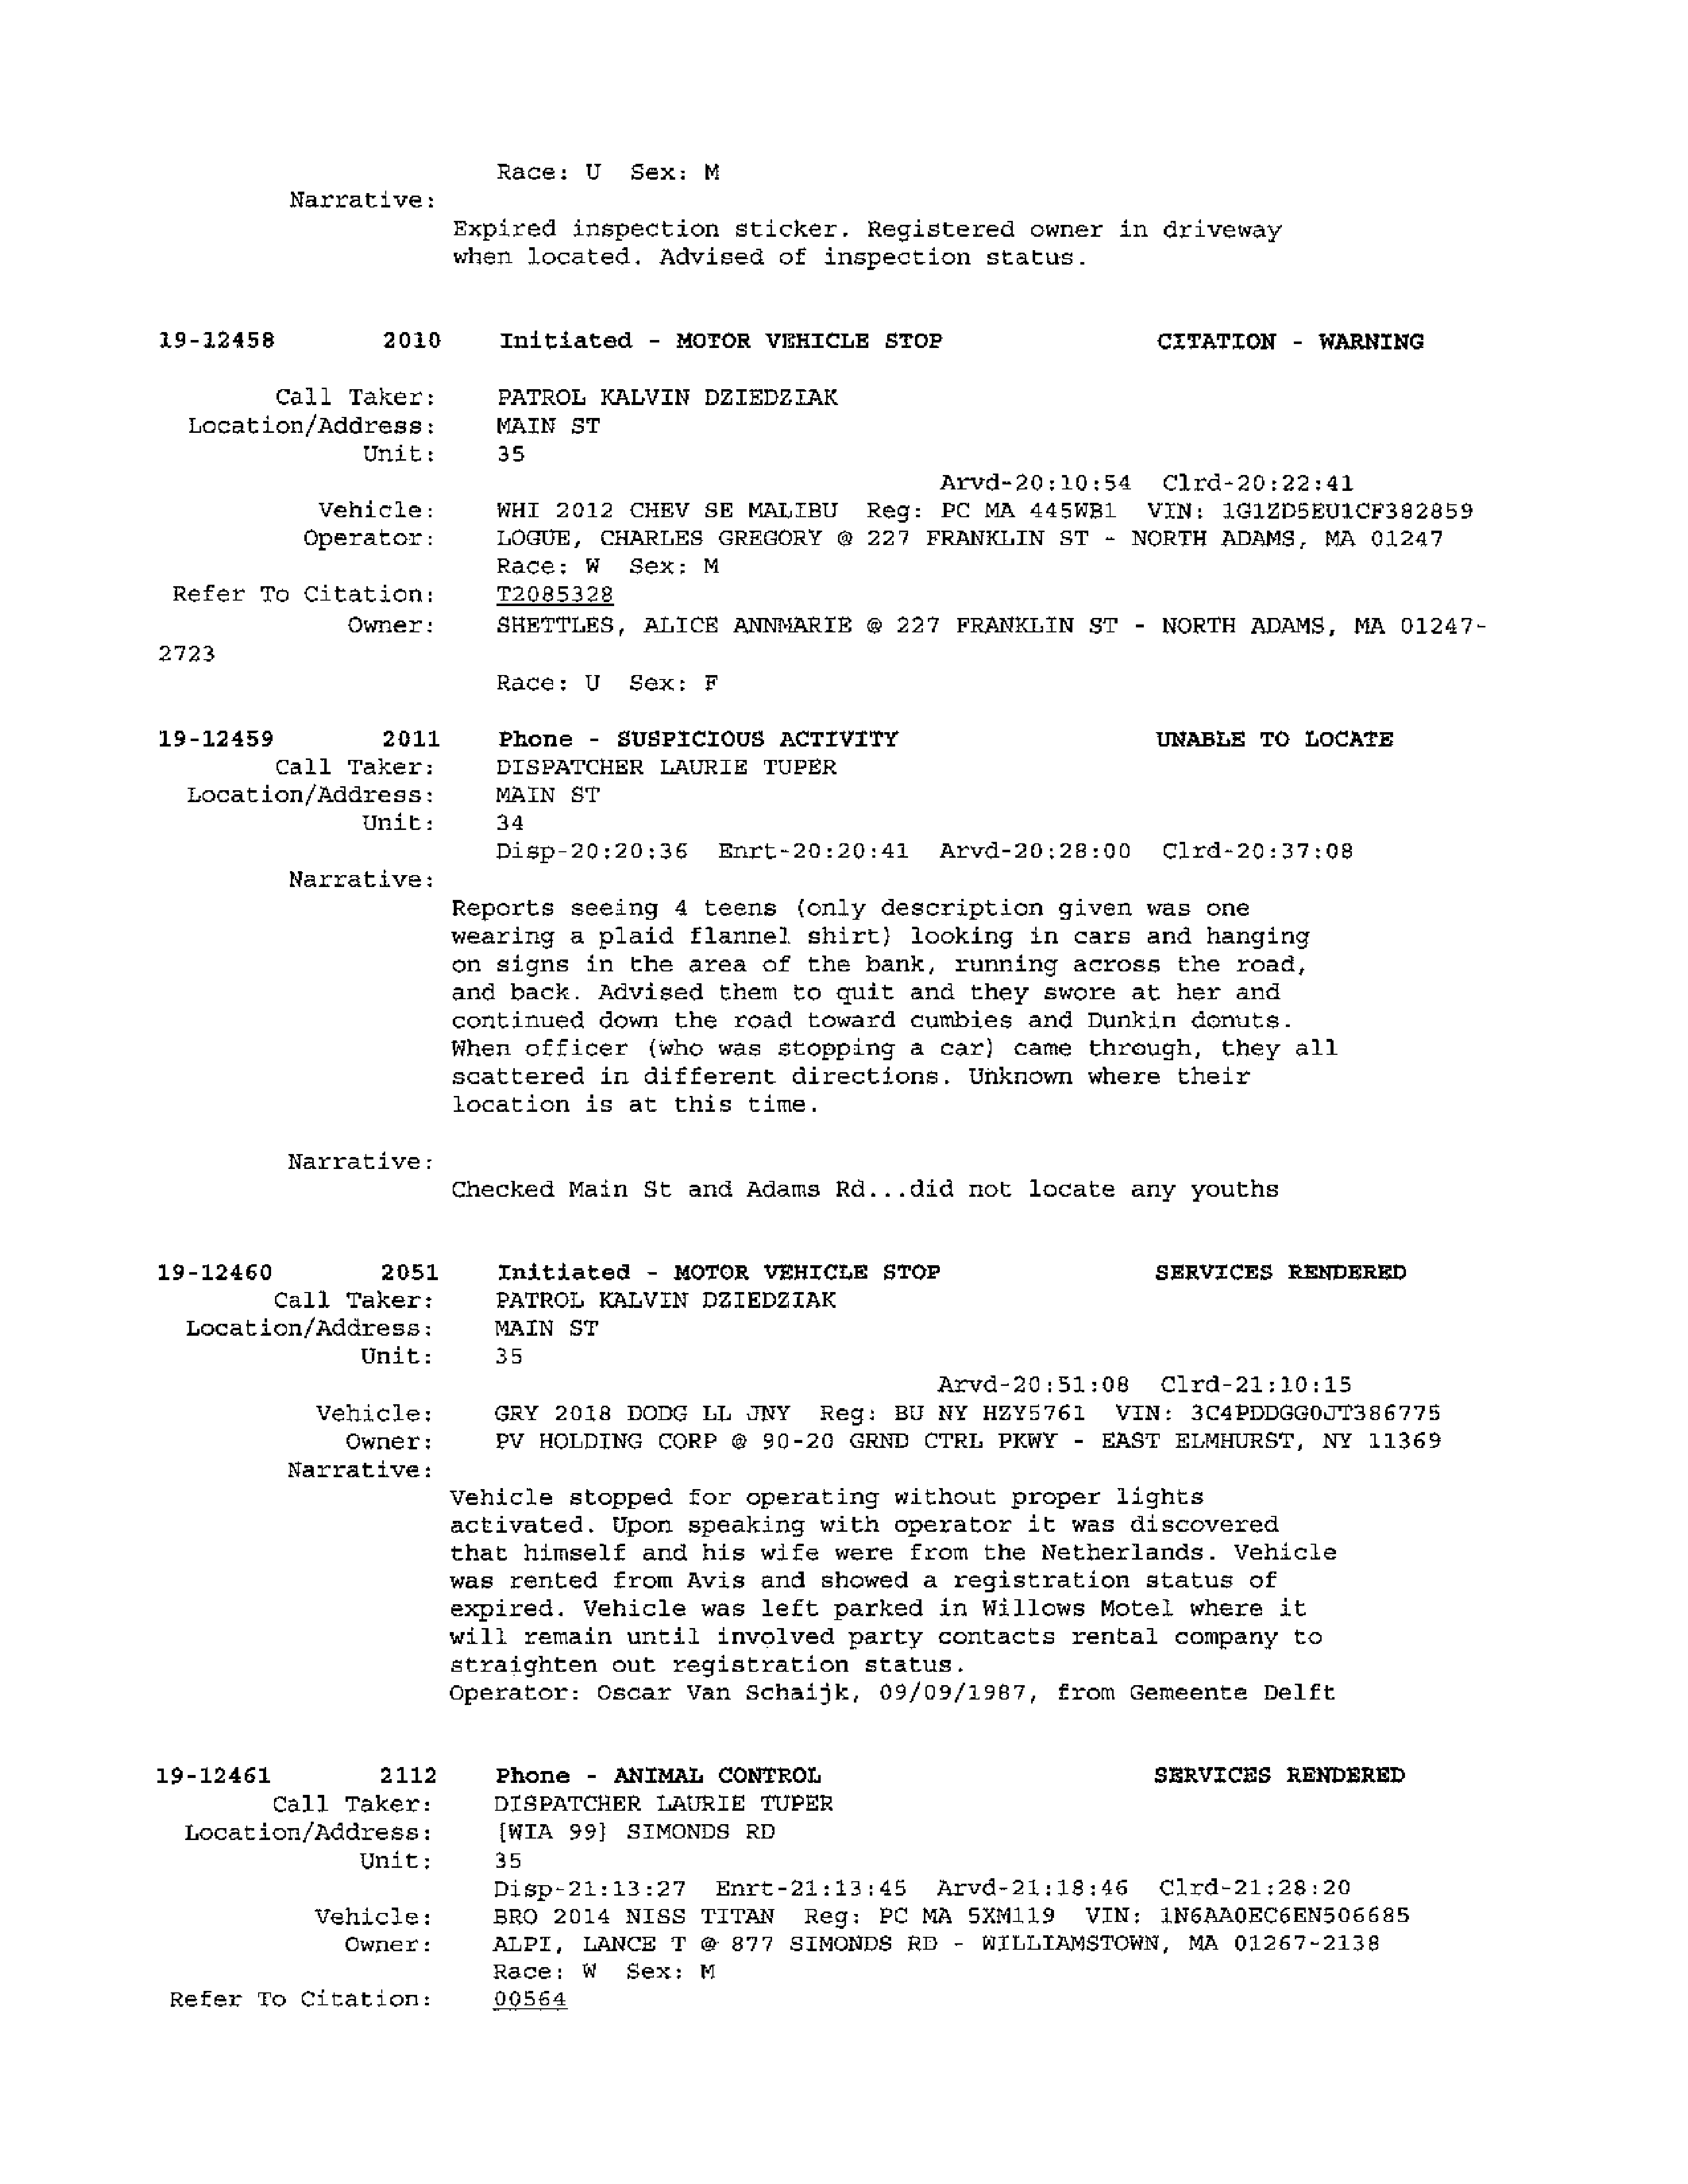 Race: U  Sex: M
Narrative:
Expired inspection sticker. Registered owner in driveway
when located. Advised of inspection status.
19-12458  2010  Initiated - MOTOR VEHICLE STOP  CITATION - WARNING
Call Taker:  PATROL KALVIN DZIEDZIAK
Location/Address:  MAIN ST
Unit:  35
Arvd-20:10:54  Clrd-20:22:41
Vehicle:  WHI 2012 CHEV SE MALIBU  Reg: PC MA 445WB1  VIN: 1G1ZD5EU1CF382859
Operator:  LOGUE, CHARLES GREGORY @ 227 FRANKLIN ST - NORTH ADAMS, MA 01247
Race: W  Sex: M
Refer To Citation:  T2085328
Owner:  SHETTLES, ALICE ANNMARIE @ 227 FRANKLIN ST - NORTH ADAMS, MA 01247-
2723
Race: U  Sex: F
19-12459  2011  Phone - SUSPICIOUS ACTIVITY  UNABLE TO LOCATE
Call Taker:  DISPATCHER LAURIE TUPER
Location/Address:  MAIN ST
Unit:  34
Disp-20:20:36  Enrt-20:20:41  Arvd-20:28:00  Clrd-20:37:08
Narrative:
Reports seeing 4 teens (only description given was one
wearing a plaid flannel shirt) looking in cars and hanging
on signs in the area of the bank, running across the road,
and back. Advised them to quit and they swore at her and
continued down the road toward cumbies and Dunkin donuts.
When officer (who was stopping a car) came through, they all
scattered in different directions. Unknown where their
location is at this time.
Narrative:
Checked Main St and Adams Rd...did not locate any youths
19-12460  2051  Initiated - MOTOR VEHICLE STOP  SERVICES RENDERED
Call Taker:  PATROL KALVIN DZIEDZIAK
Location/Address:  MAIN ST
Unit:  35
Arvd-20:51:08  Clrd-21:10:15
Vehicle:  GRY 2018 DODG LL JNY  Reg: BU NY HZY5761  VIN: 3C4PDDGG0JT386775
Owner:  PV HOLDING CORP @ 90-20 GRND CTRL PKWY - EAST ELMHURST, NY 11369
Narrative:
Vehicle stopped for operating without proper lights
activated. Upon speaking with operator it was discovered
that himself and his wife were from the Netherlands. Vehicle
was rented from Avis and showed a registration status of
expired. Vehicle was left parked in Willows Motel where it
will remain until involved party contacts rental company to
straighten out registration status.
Operator: Oscar Van Schaijk, 09/09/1987, from Gemeente Delft
19-12461  2112  Phone - ANIMAL CONTROL  SERVICES RENDERED
Call Taker:  DISPATCHER LAURIE TUPER
Location/Address:  [WIA 99] SIMONDS RD
Unit:  35
Disp-21:13:27  Enrt-21:13:45  Arvd-21:18:46  Clrd-21:28:20
Vehicle:  BRO 2014 NISS TITAN  Reg: PC MA 5XM119  VIN: 1N6AA0EC6EN506685
Owner:  ALPI, LANCE T @ 877 SIMONDS RD - WILLIAMSTOWN, MA 01267-2138
Race: W  Sex: M
Refer To Citation:  00564